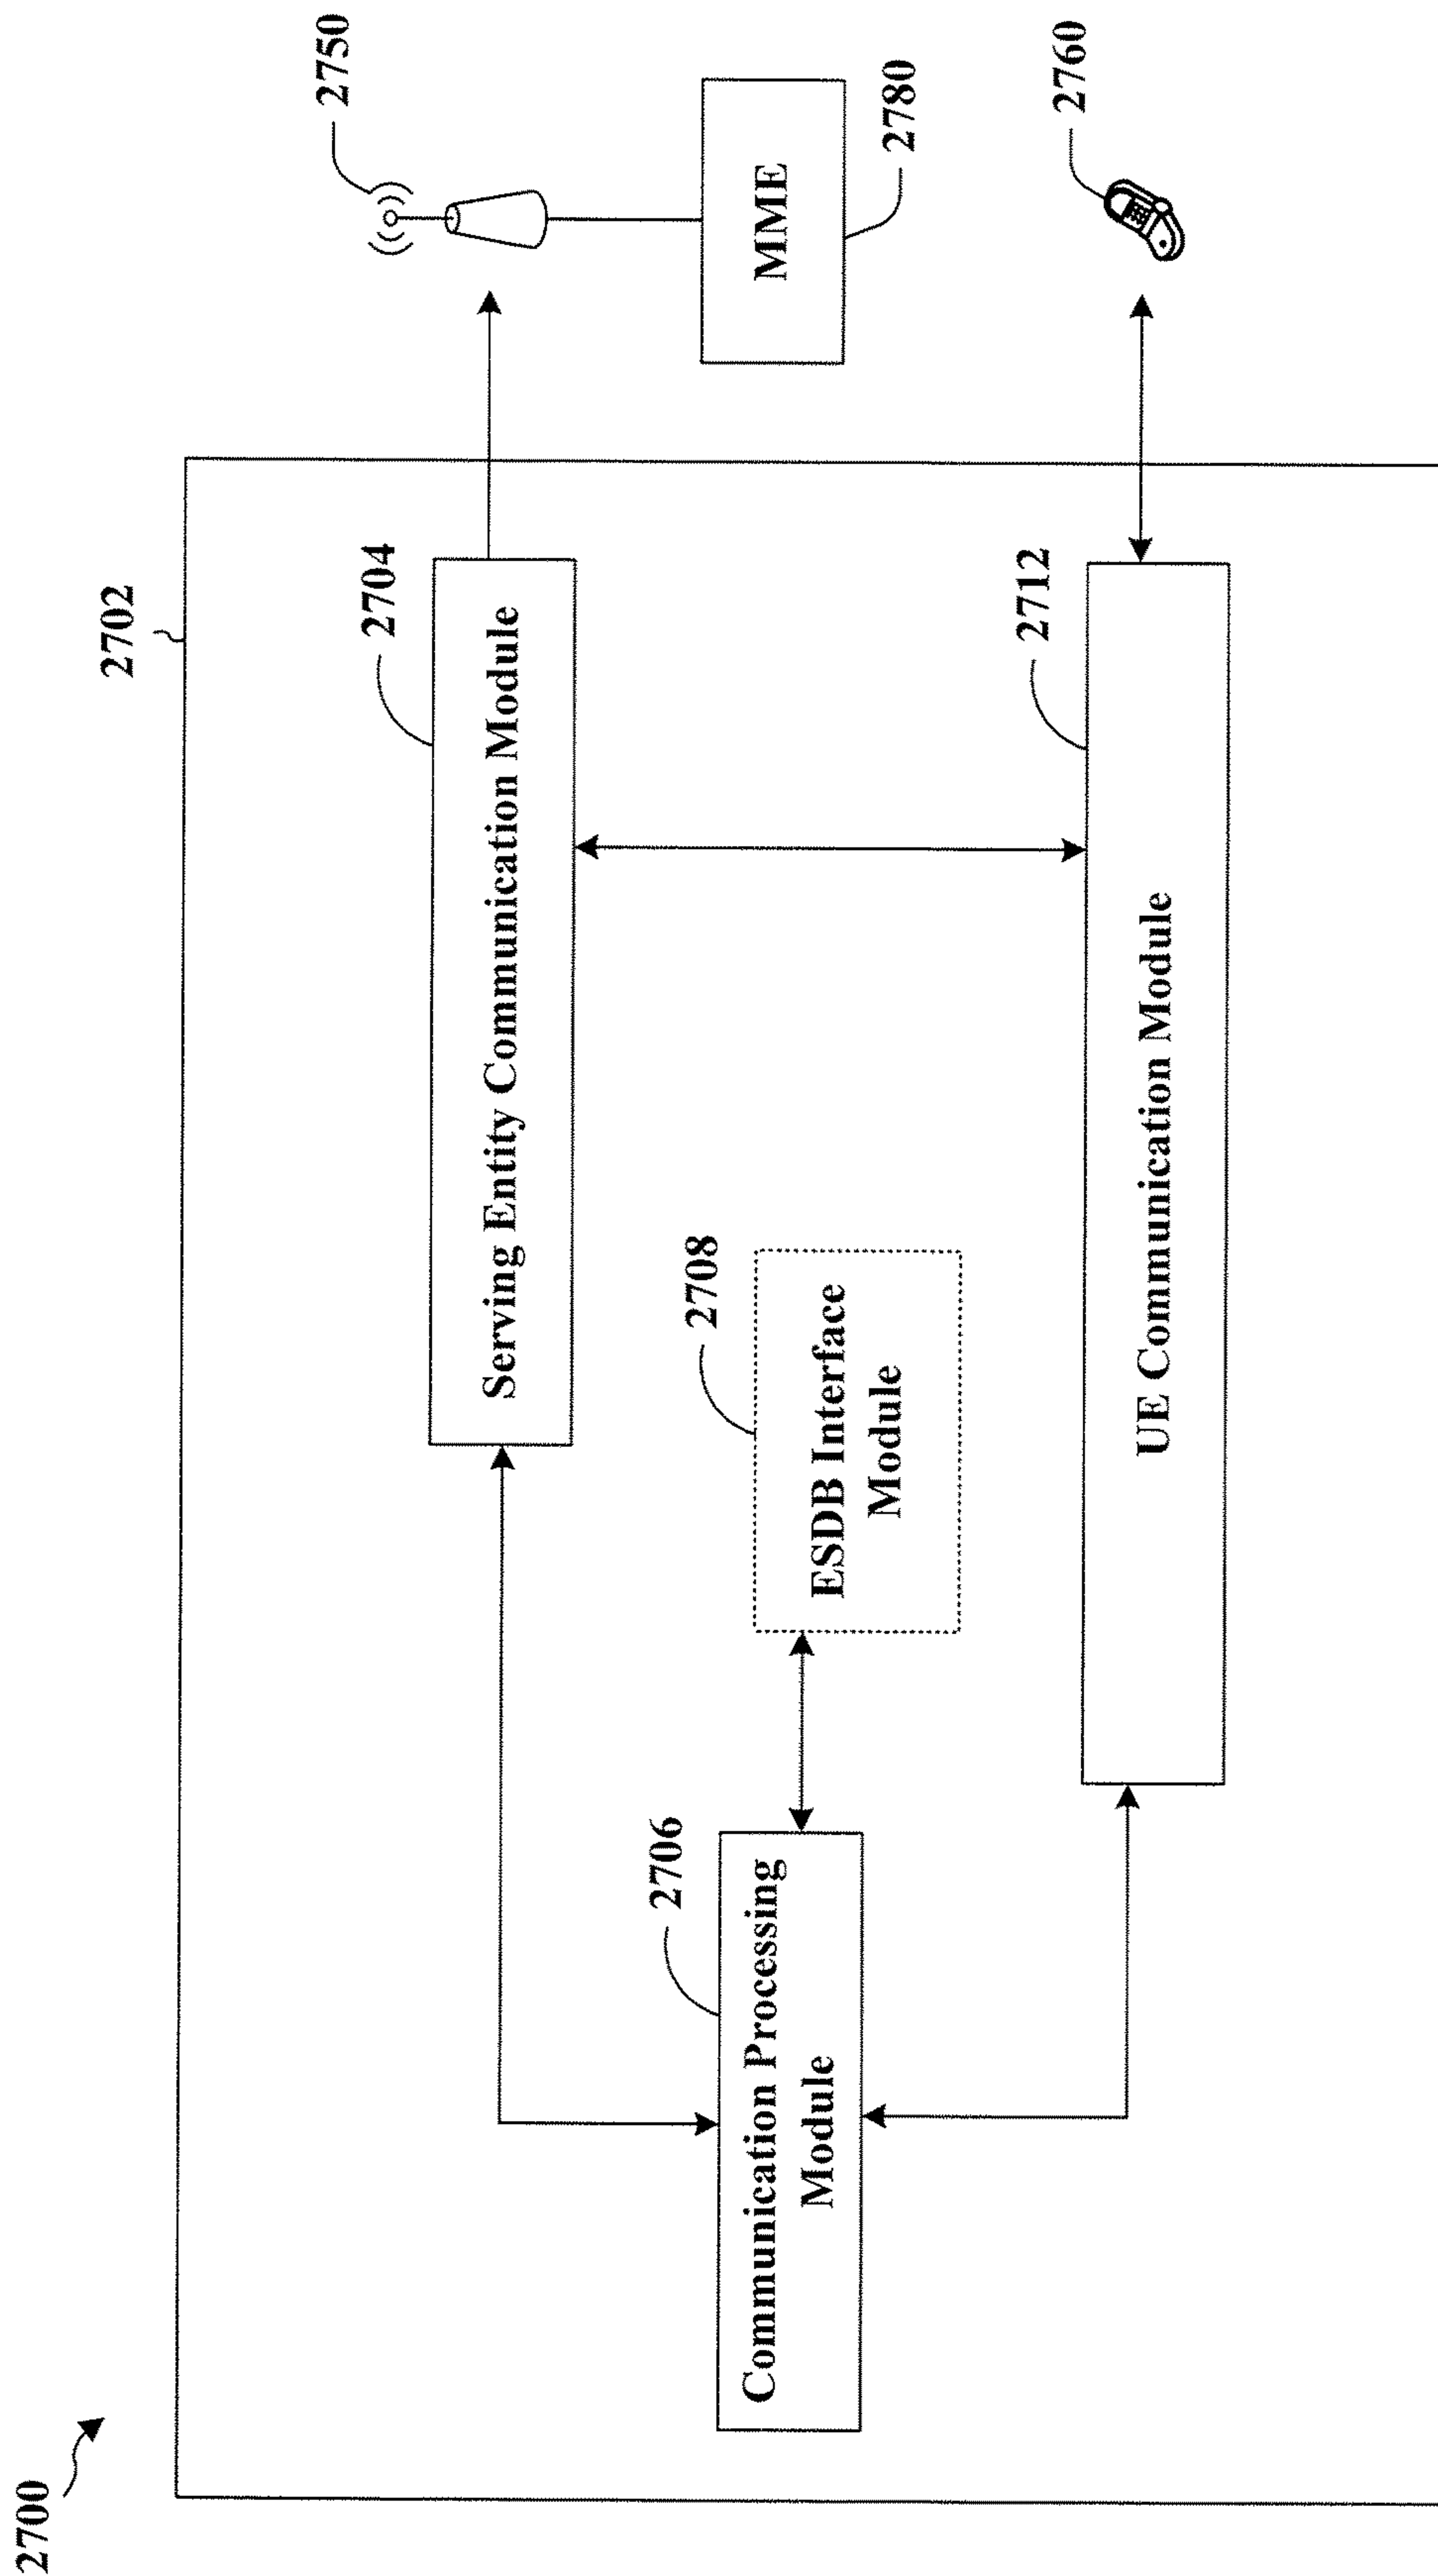 2700
2702
2704
Serving Entity Communication Module
2750
MME
2780
2706
Communication Processing
Module
2708
ESDB Interface
Module
2712
UE Communication Module
2760